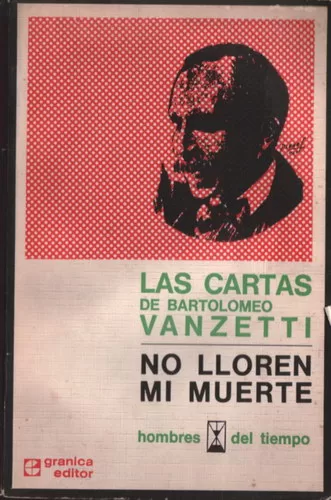 LAS CARTAS
DE BARTOLOMEO
VANZETTI
NO LLOREN
MI MUERTE
hombres del tiempo
granica
editor